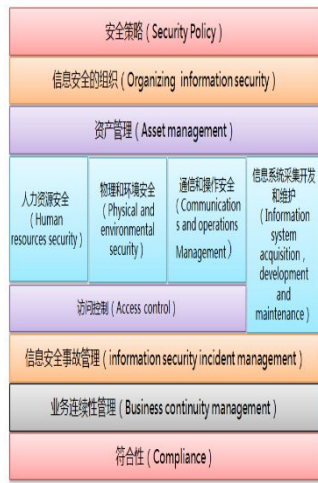 安全策略（Security Policy）
信息安全的组织（Organizing information security）
资产管理（Asset management）
人力资源安全
（Human
resources security）
物理和环境安全
（Physical and
environmental
security）
通信和操作安全
（Communication
s and operations
Management）
信息系统采集开发
和维护
（Information
system
acquisition，
development
and
maintenance）
访问控制（Access control）
信息安全事故管理（information security incident management）
业务连续性管理（Business continuity management）
符合性（Compliance）